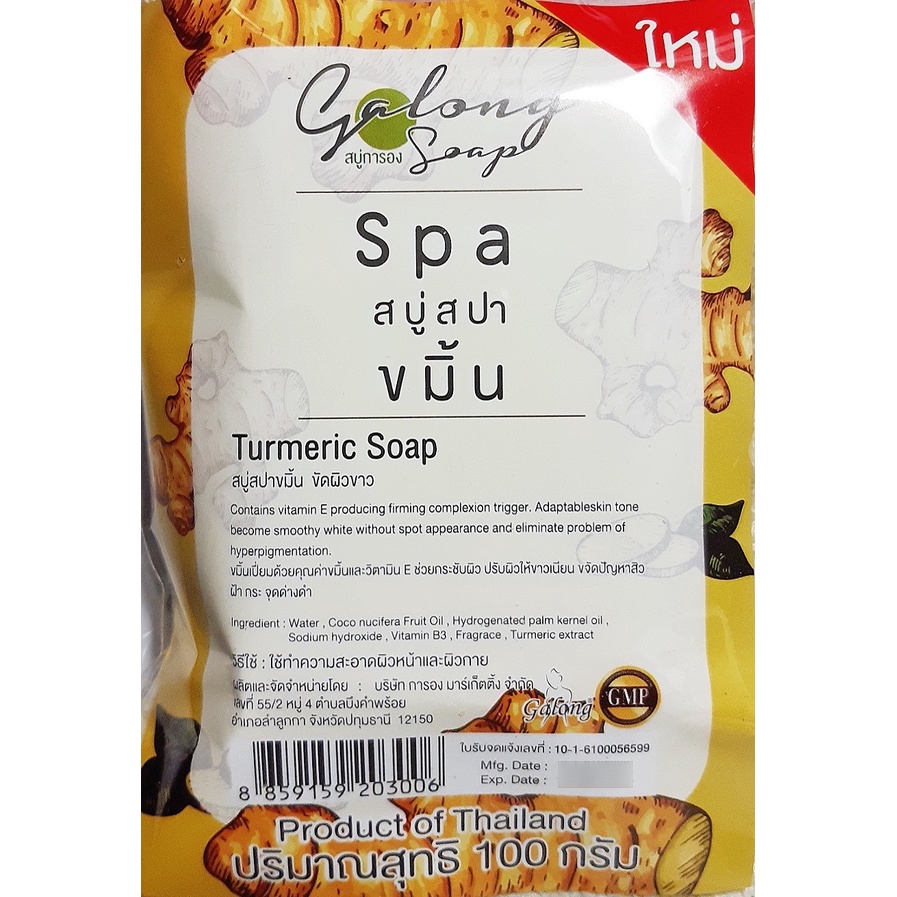 ใหม่
Galong
สบู่การอง Soap
Spa
สบู่สปา
ขมิ้น
Turmeric Soap
สบู่สปาขมิ้น ขัดผิวขาว
Contains vitamin E producing firming complexion trigger. Adaptableskin tone
become smoothy white without spot appearance and eliminate problem of
hyperpigmentation.
ขมิ้นเปี่ยมด้วยคุณค่าขมิ้นและวิตามิน E ช่วยกระชับผิว ปรับผิวให้ขาวเนียน ขจัดปัญหาสิว
ฝ้า กระ จุดด่างดำ
Ingredient : Water , Coco nucifera Fruit Oil , Hydrogenated palm kernel oil ,
Sodium hydroxide , Vitamin B3 , Fragrace , Turmeric extract
วิธีใช้ : ใช้ทำความสะอาดผิวหน้าและผิวกาย
ผลิตและจัดจำหน่ายโดย : บริษัท การอง มาร์เก็ตติ้ง จำกัด
เลขที่ 55/2 หมู่ 4 ตำบลบึงคำพร้อย
อำเภอลำลูกกา จังหวัดปทุมธานี 12150
Galong
GMP
ใบรับจดแจ้งเลขที่ : 10-1-6100056599
Mfg. Date :
Exp. Date :
8 859159 203006
Product of Thailand
ปริมาณสุทธิ 100 กรัม